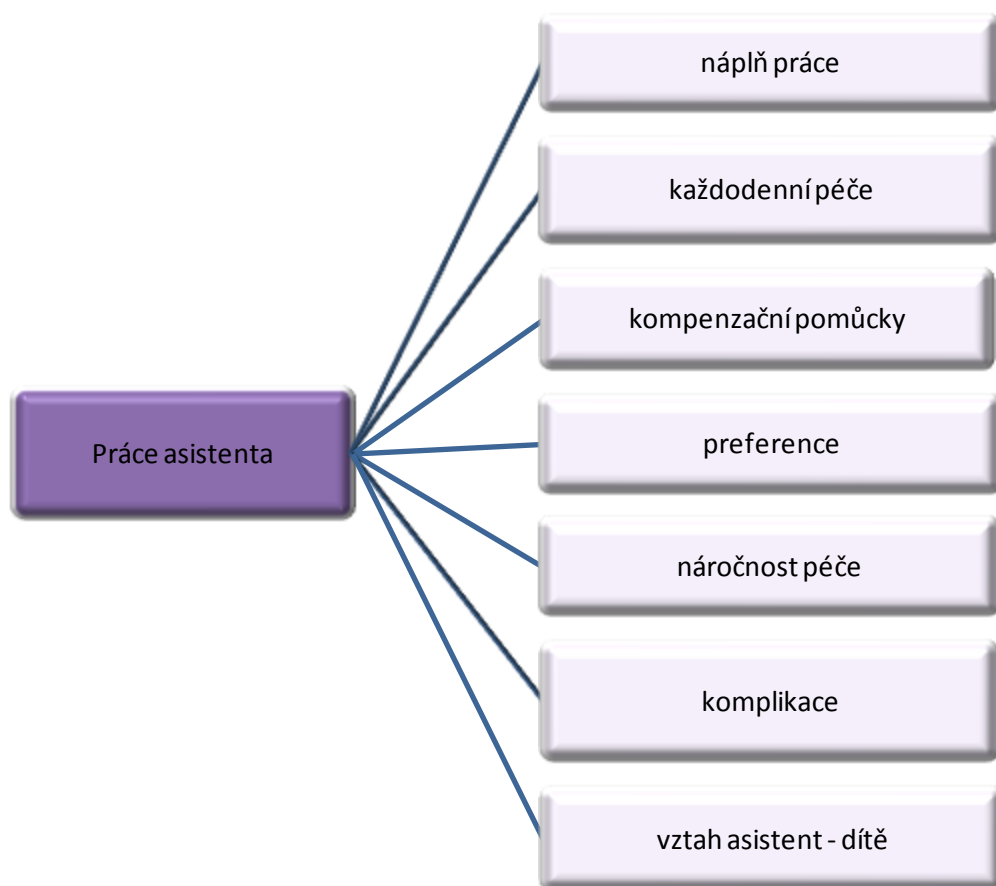 náplň práce
každodenní péče
kompenzační pomůcky
Práce asistenta
preference
náročnost péče
komplikace
vztah asistent - dítě